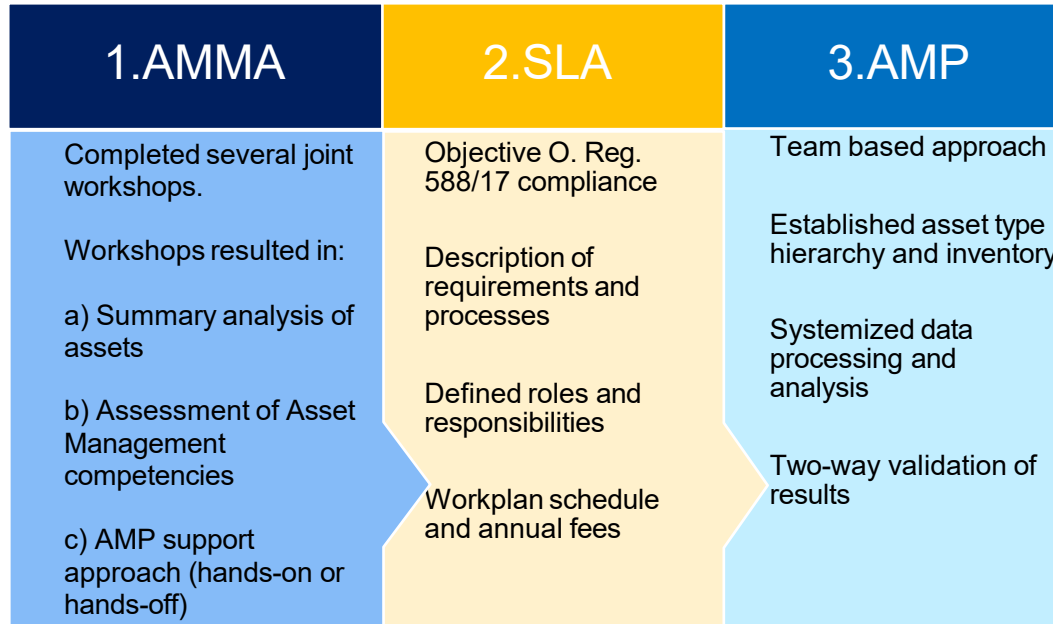 1.AMMA
Completed several joint
workshops.
Workshops resulted in:
a) Summary analysis of
assets
b) Assessment of Asset
Management
competencies
c) AMP support
approach (hands-on or
hands-off)
2.SLA
Objective O. Reg.
588/17 compliance
Description of
requirements and
processes
Defined roles and
responsibilities
Workplan schedule
and annual fees
3.AMP
Team based approach
Established asset type
hierarchy and inventory
Systemized data
processing and
analysis
Two-way validation of
results